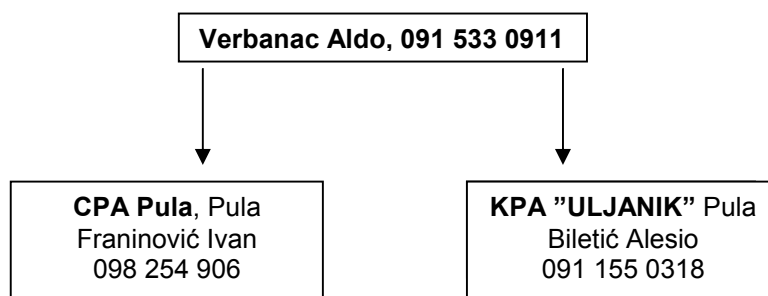 Verbanac Aldo, 091 533 0911
CPA Pula, Pula
Franinović Ivan
098 254 906
KPA ”ULJANIK” Pula
Biletić Alesio
091 155 0318